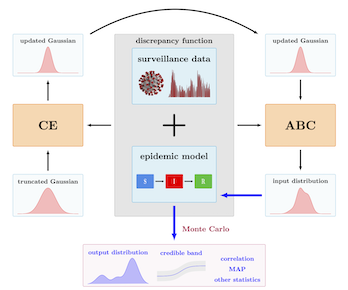 updated Gaussian
discrepancy function
updated Gaussian
surveillance data
CE
+
ABC
epidemic model
S
I
R
truncated Gaussian
input distribution
Monte Carlo
output distribution
credible band
correlation
MAP
other statistics